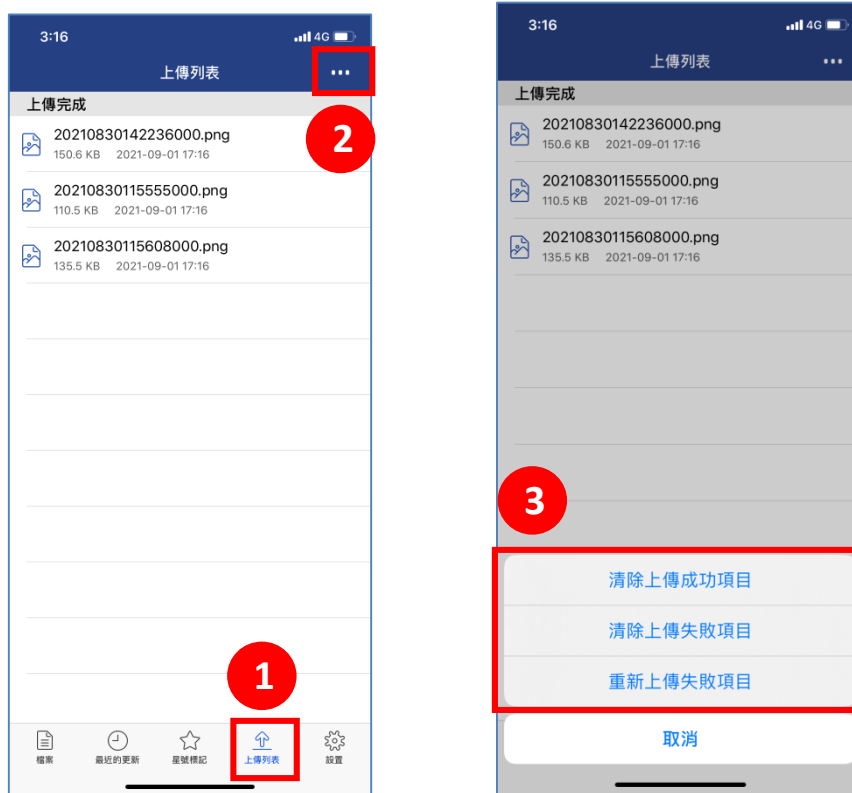 3:16
4G
上傳列表
...
2
上傳完成
20210830142236000.png
150.6 KB 2021-09-01 17:16
20210830115555000.png
110.5 KB 2021-09-01 17:16
20210830115608000.png
135.5 KB 2021-09-01 17:16
1
檔案 最近的更新 星號標記 上傳列表 設置
3:16
4G
上傳列表
...
上傳完成
20210830142236000.png
150.6 KB 2021-09-01 17:16
20210830115555000.png
110.5 KB 2021-09-01 17:16
20210830115608000.png
135.5 KB 2021-09-01 17:16
3
清除上傳成功項目
清除上傳失敗項目
重新上傳失敗項目
取消